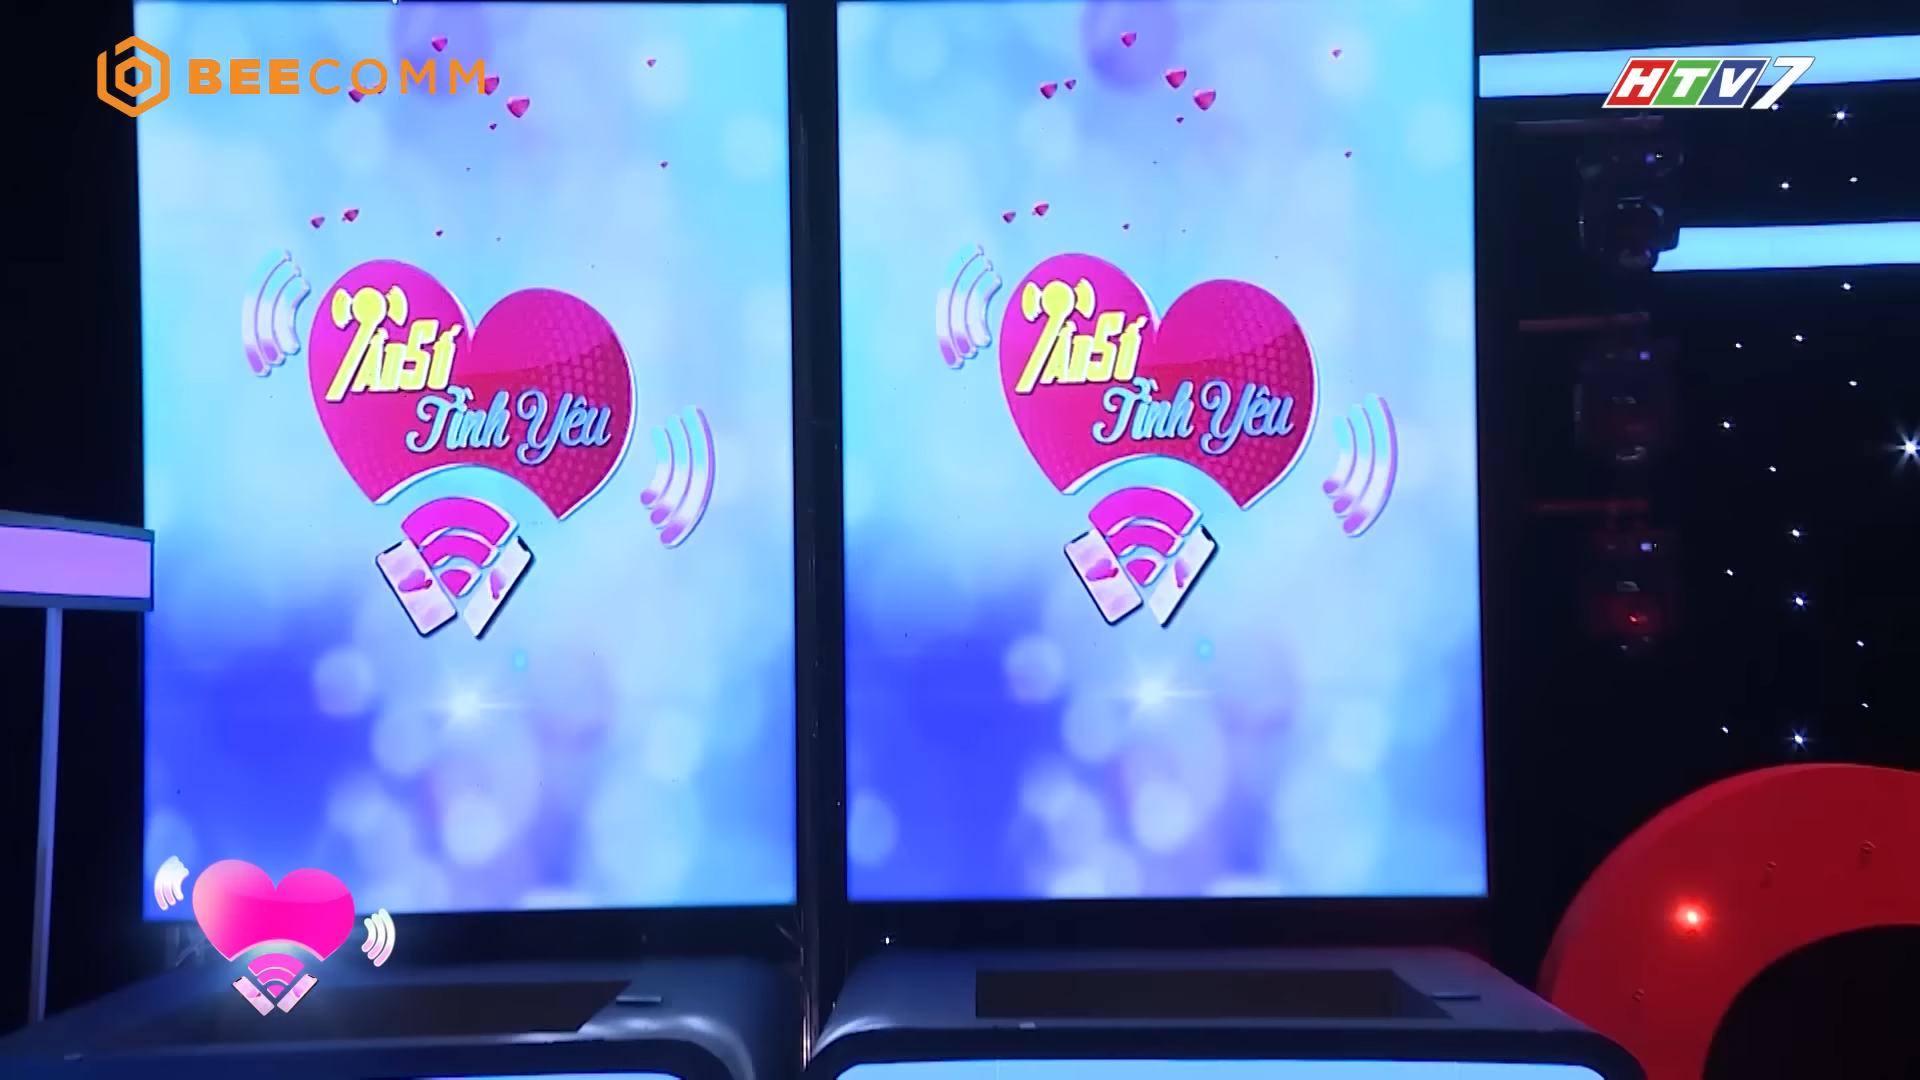 BEECOMM
HTV7
Tần Số
Tình Yêu
Tần Số
Tình Yêu